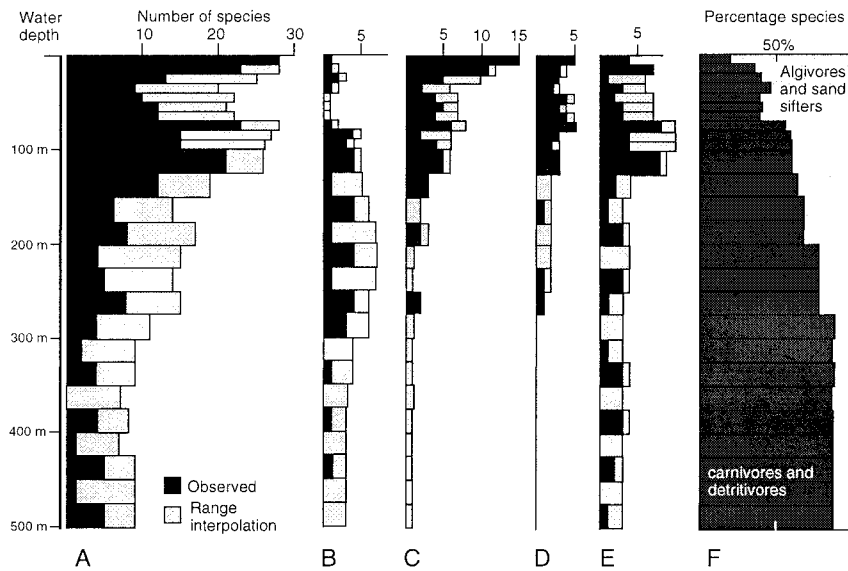 Water
depth
Number of species
10 20 30
5
5 10 15
5
5
Percentage species
50%
Algivores
and sand
sifters
100 m
200 m
300 m
400 m
500 m
Observed
Range
interpolation
carnivores and
detritivores
A B C D E F